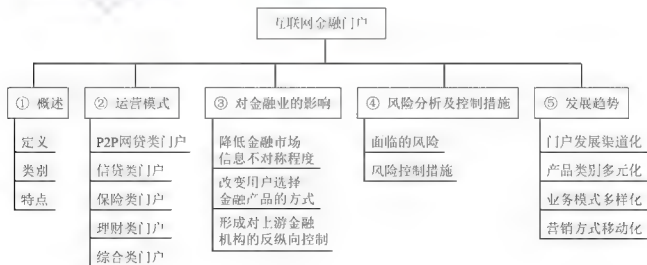 互联网金融门户
① 概述
定义
类别
特点
② 运营模式
P2P网贷类门户
信贷类门户
保险类门户
理财类门户
综合类门户
③ 对金融业的影响
降低金融市场
信息不对称程度
改变用户选择
金融产品的方式
形成对上游金融
机构的反纵向控制
④ 风险分析及控制措施
面临的风险
风险控制措施
⑤ 发展趋势
门户发展渠道化
产品类别多元化
业务模式多样化
营销方式移动化